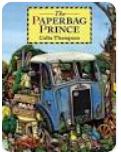 The
PAPERBAG
PRINCE
Colin Thompson